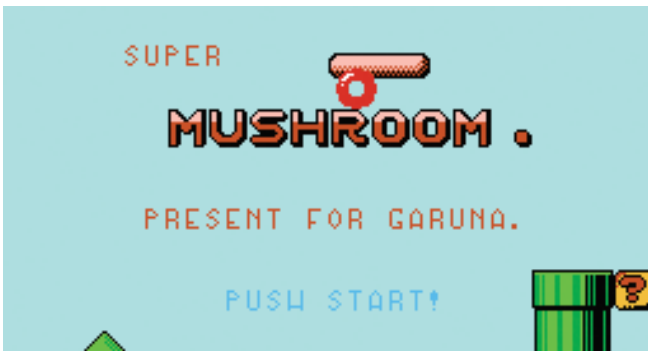 SUPER
MUSHROOM.
PRESENT FOR GARUNA.
PUSH START!
?